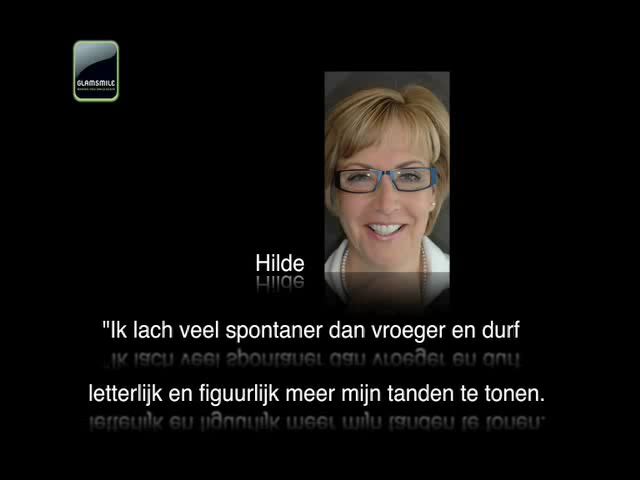 GLAMSMILE
Hilde
"Ik lach veel spontaner dan vroeger en durf
letterlijk en figuurlijk meer mijn tanden te tonen.